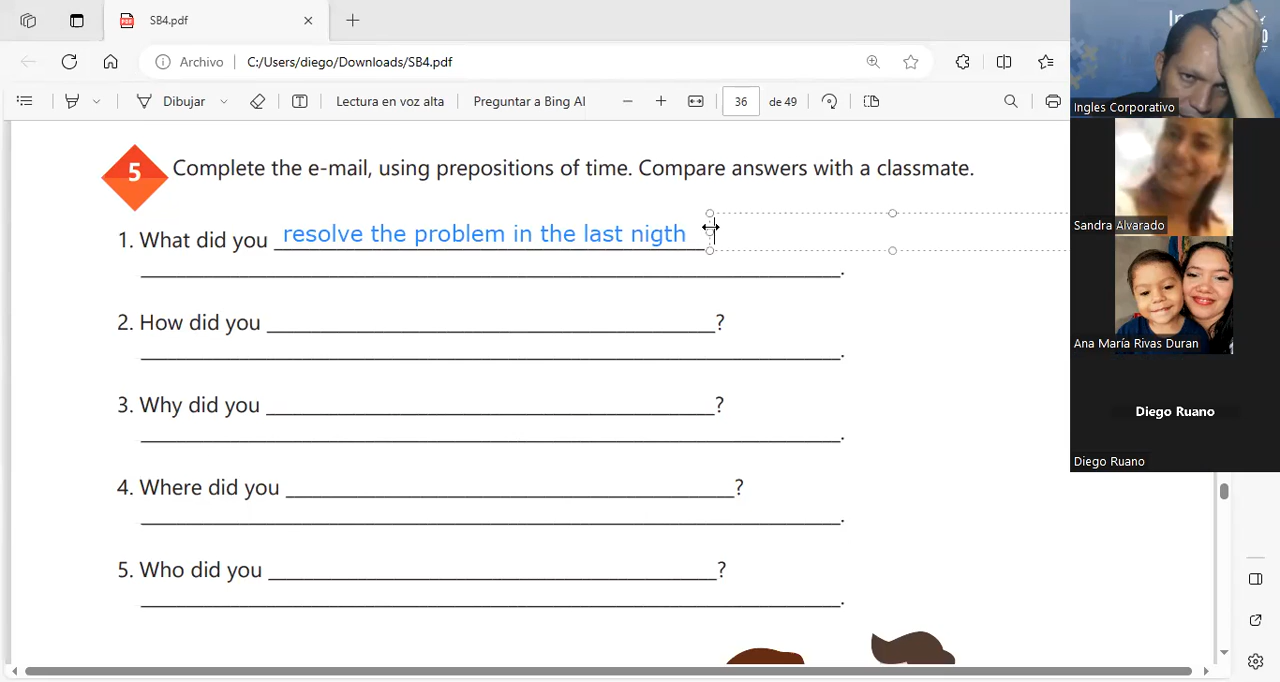 SB4.pdf
Archivo C:/Users/diego/Downloads/SB4.pdf
Dibujar Lectura en voz alta Preguntar a Bing AI 36 de 49
5 Complete the e-mail, using prepositions of time. Compare answers with a classmate.
1. What did you resolve the problem in the last nigth
.
2. How did you ?
.
3. Why did you ?
.
4. Where did you ?
.
5. Who did you ?
.
Ingles Corporativo
Sandra Alvarado
Ana María Rivas Duran
Diego Ruano
Diego Ruano